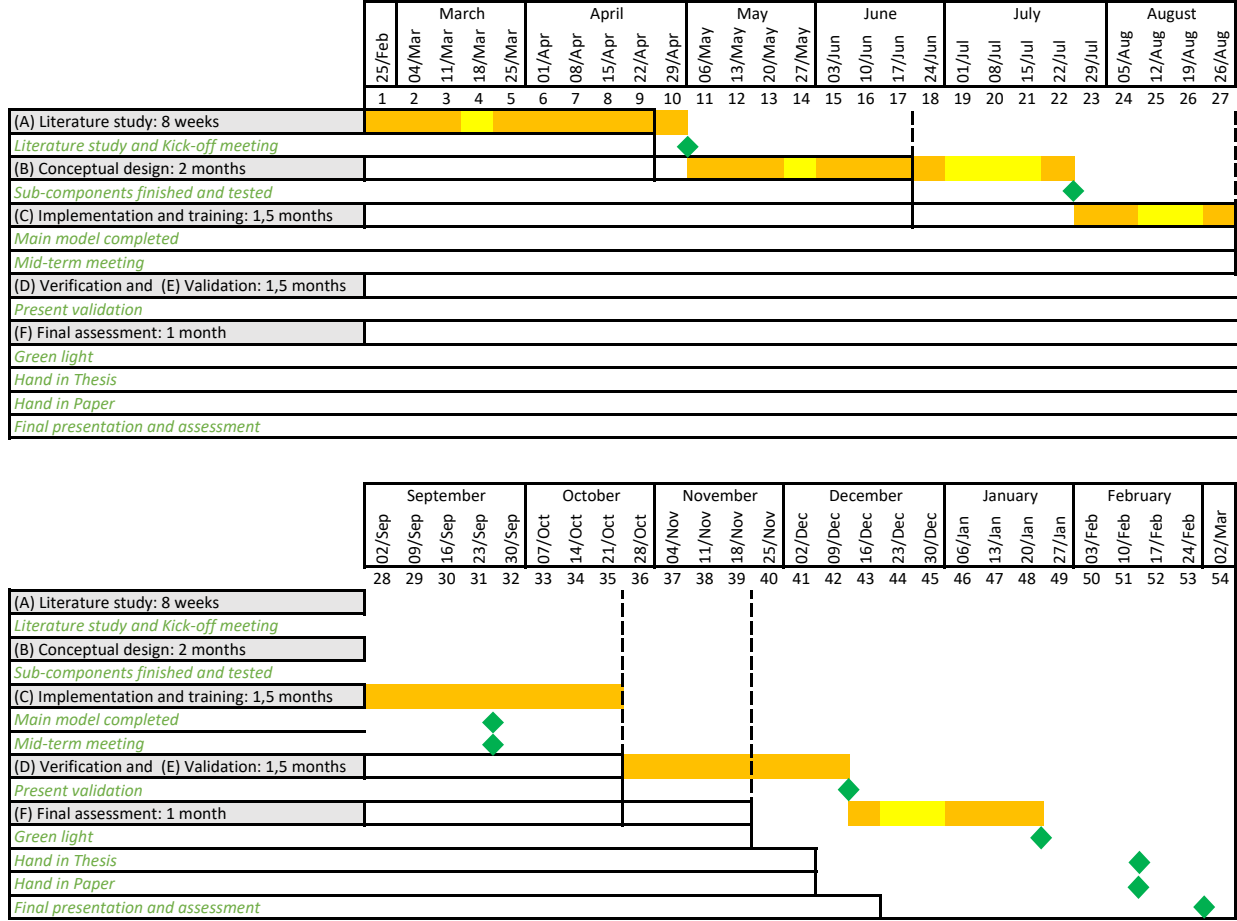 March April May June July August
25/Feb 04/Mar 11/Mar 18/Mar 25/Mar 01/Apr 08/Apr 15/Apr 22/Apr 29/Apr 06/May 13/May 20/May 27/May 03/Jun 10/Jun 17/Jun 24/Jun 01/Jul 08/Jul 15/Jul 22/Jul 29/Jul 05/Aug 12/Aug 19/Aug 26/Aug
1 2 3 4 5 6 7 8 9 10 11 12 13 14 15 16 17 18 19 20 21 22 23 24 25 26 27
(A) Literature study: 8 weeks
Literature study and Kick-off meeting
(B) Conceptual design: 2 months
Sub-components finished and tested
(C) Implementation and training: 1,5 months
Main model completed
Mid-term meeting
(D) Verification and (E) Validation: 1,5 months
Present validation
(F) Final assessment: 1 month
Green light
Hand in Thesis
Hand in Paper
Final presentation and assessment
September October November December January February
02/Sep 09/Sep 16/Sep 23/Sep 30/Sep 07/Oct 14/Oct 21/Oct 28/Oct 04/Nov 11/Nov 18/Nov 25/Nov 02/Dec 09/Dec 16/Dec 23/Dec 30/Dec 06/Jan 13/Jan 20/Jan 27/Jan 03/Feb 10/Feb 17/Feb 24/Feb 02/Mar
28 29 30 31 32 33 34 35 36 37 38 39 40 41 42 43 44 45 46 47 48 49 50 51 52 53 54
(A) Literature study: 8 weeks
Literature study and Kick-off meeting
(B) Conceptual design: 2 months
Sub-components finished and tested
(C) Implementation and training: 1,5 months
Main model completed
Mid-term meeting
(D) Verification and (E) Validation: 1,5 months
Present validation
(F) Final assessment: 1 month
Green light
Hand in Thesis
Hand in Paper
Final presentation and assessment